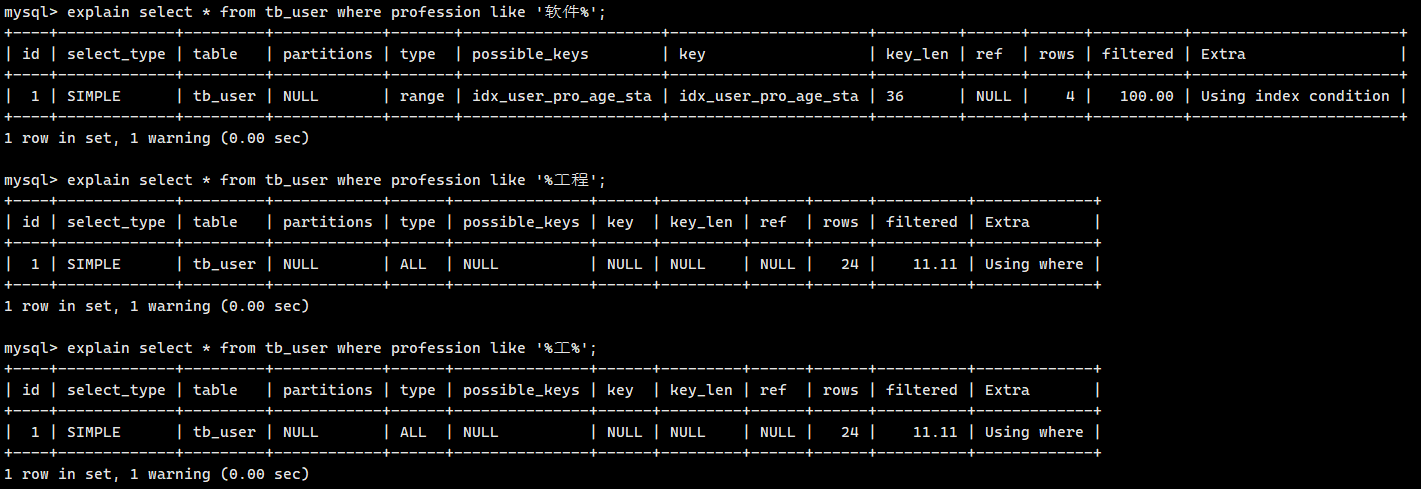 mysql> explain select * from tb_user where profession like '软件%';
+----+-------------+---------+------------+-------+----------------------+----------------------+---------+------+------+----------+-----------------------+
| id | select_type | table   | partitions | type  | possible_keys        | key                  | key_len | ref  | rows | filtered | Extra                 |
+----+-------------+---------+------------+-------+----------------------+----------------------+---------+------+------+----------+-----------------------+
|  1 | SIMPLE      | tb_user | NULL       | range | idx_user_pro_age_sta | idx_user_pro_age_sta | 36      | NULL |    4 |   100.00 | Using index condition |
+----+-------------+---------+------------+-------+----------------------+----------------------+---------+------+------+----------+-----------------------+
1 row in set, 1 warning (0.00 sec)
mysql> explain select * from tb_user where profession like '%工程';
+----+-------------+---------+------------+------+---------------+------+---------+------+------+----------+-------------+
| id | select_type | table   | partitions | type | possible_keys | key  | key_len | ref  | rows | filtered | Extra       |
+----+-------------+---------+------------+------+---------------+------+---------+------+------+----------+-------------+
|  1 | SIMPLE      | tb_user | NULL       | ALL  | NULL          | NULL | NULL    | NULL |   24 |    11.11 | Using where |
+----+-------------+---------+------------+------+---------------+------+---------+------+------+----------+-------------+
1 row in set, 1 warning (0.00 sec)
mysql> explain select * from tb_user where profession like '%工%';
+----+-------------+---------+------------+------+---------------+------+---------+------+------+----------+-------------+
| id | select_type | table   | partitions | type | possible_keys | key  | key_len | ref  | rows | filtered | Extra       |
+----+-------------+---------+------------+------+---------------+------+---------+------+------+----------+-------------+
|  1 | SIMPLE      | tb_user | NULL       | ALL  | NULL          | NULL | NULL    | NULL |   24 |    11.11 | Using where |
+----+-------------+---------+------------+------+---------------+------+---------+------+------+----------+-------------+
1 row in set, 1 warning (0.00 sec)